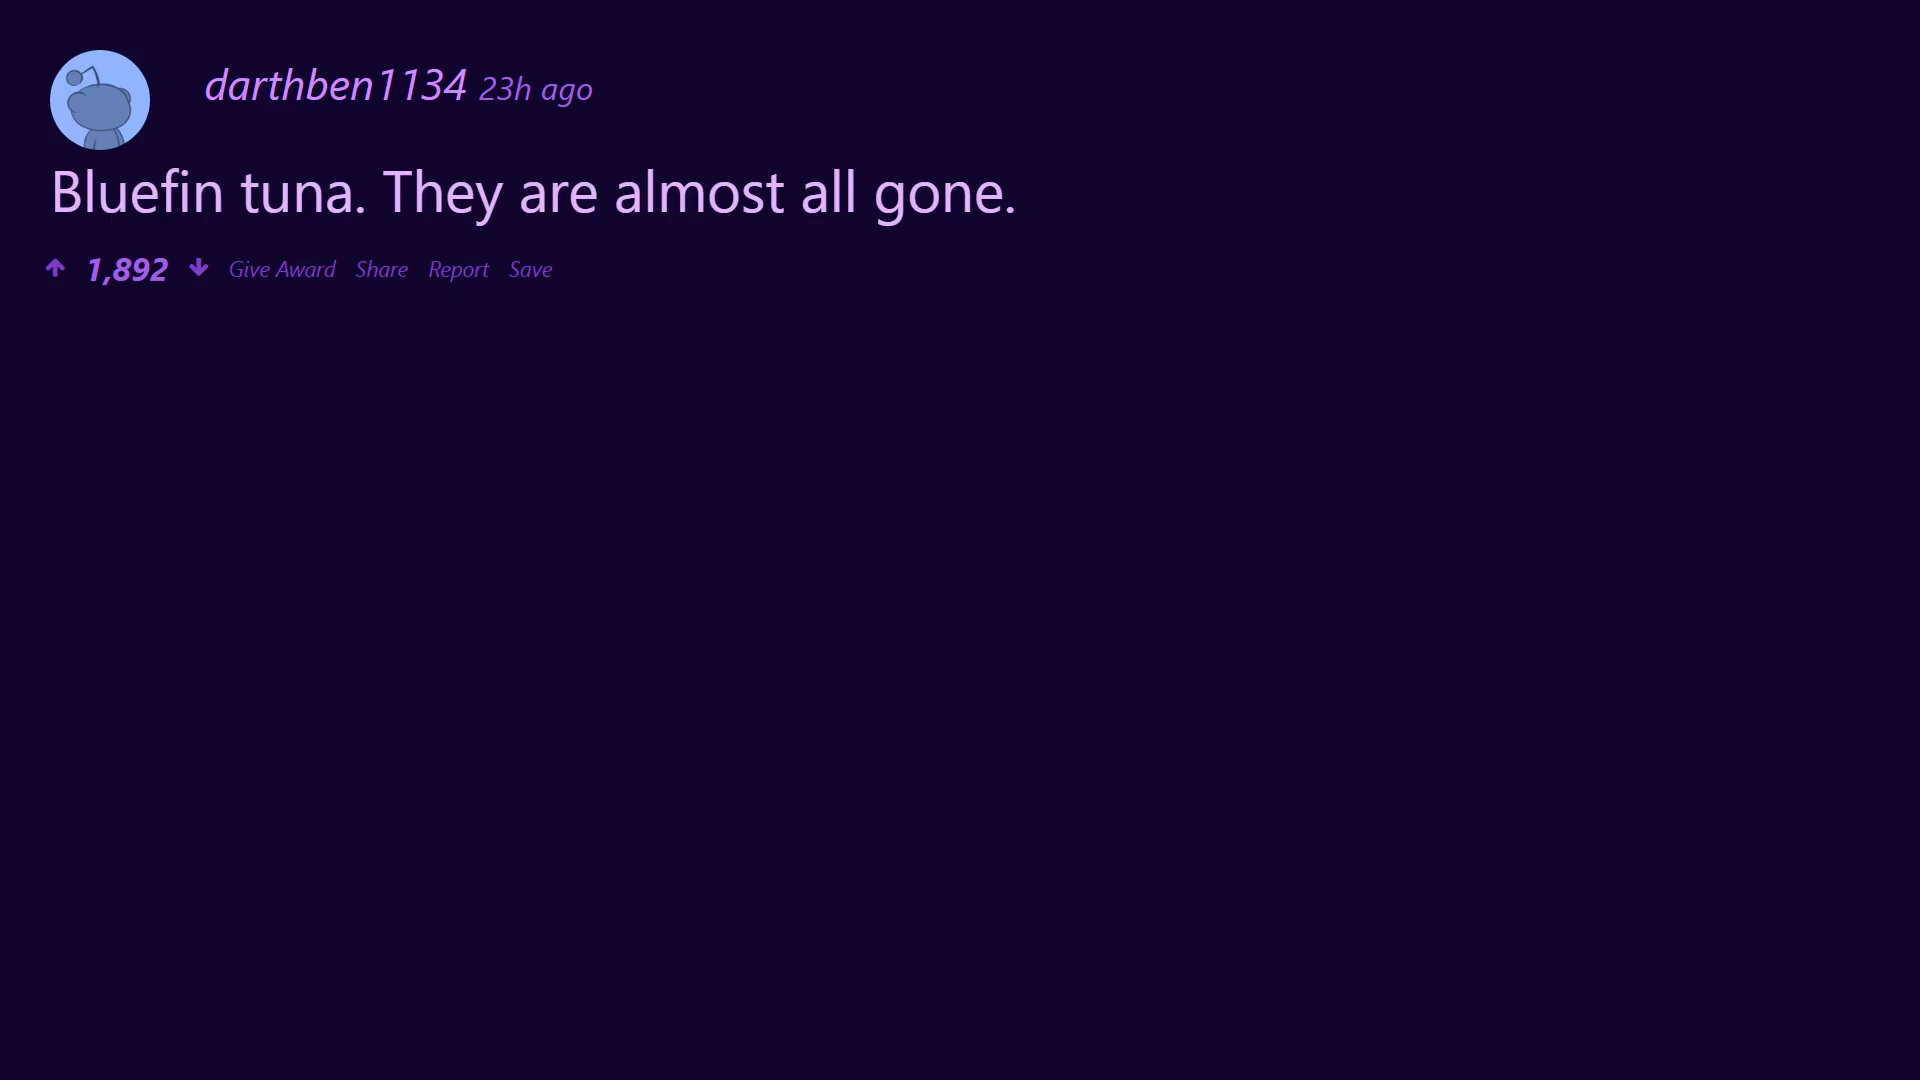 darthben1134 23h ago
Bluefin tuna. They are almost all gone.
1,892 Give Award Share Report Save